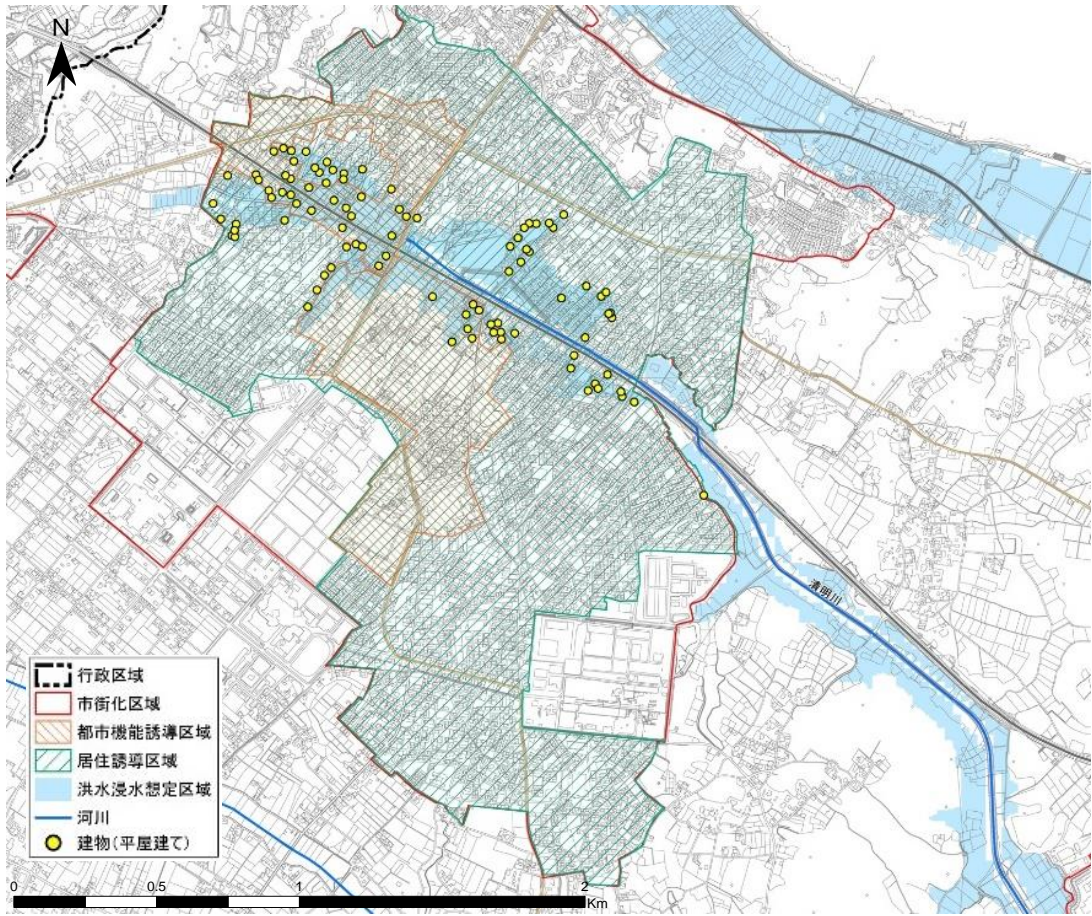 N
清明川
行政区域
市街化区域
都市機能誘導区域
居住誘導区域
洪水浸水想定区域
河川
建物(平屋建て)
0 0.5 1 2
Km